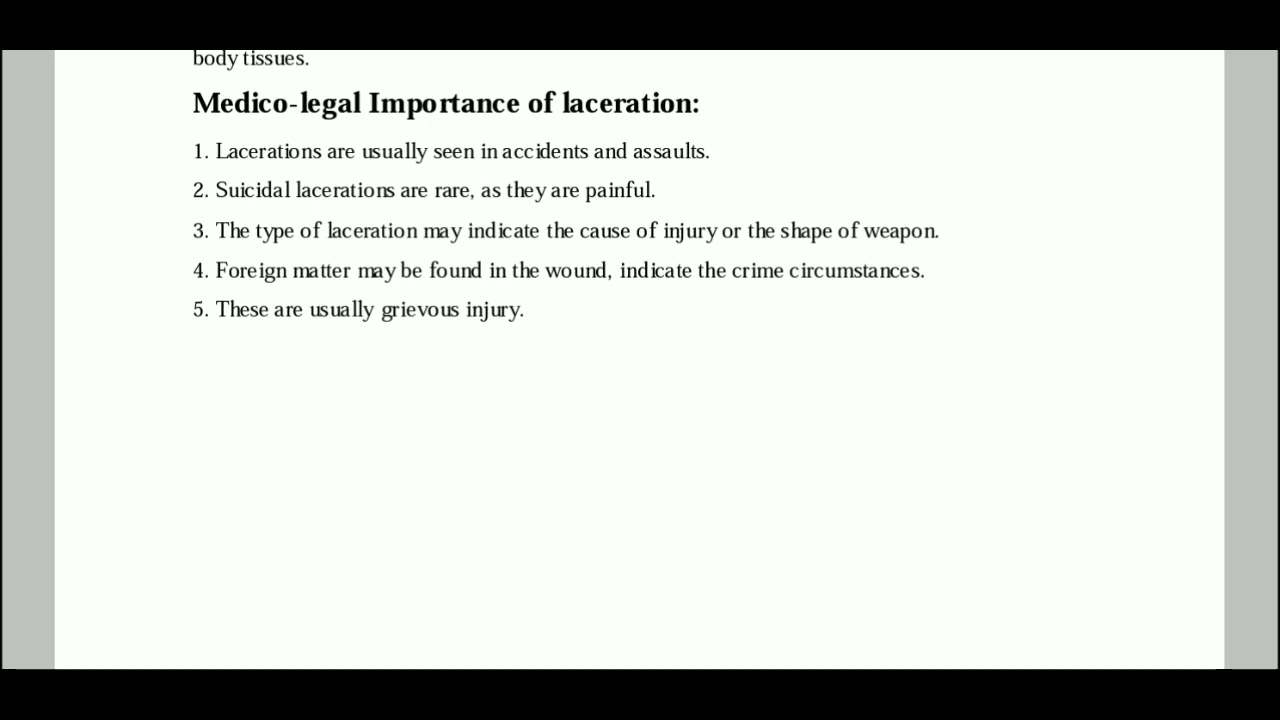 body tissues.
Medico-legal Importance of laceration:
1. Lacerations are usually seen in accidents and assaults.
2. Suicidal lacerations are rare, as they are painful.
3. The type of laceration may indicate the cause of injury or the shape of weapon.
4. Foreign matter may be found in the wound, indicate the crime circumstances.
5. These are usually grievous injury.